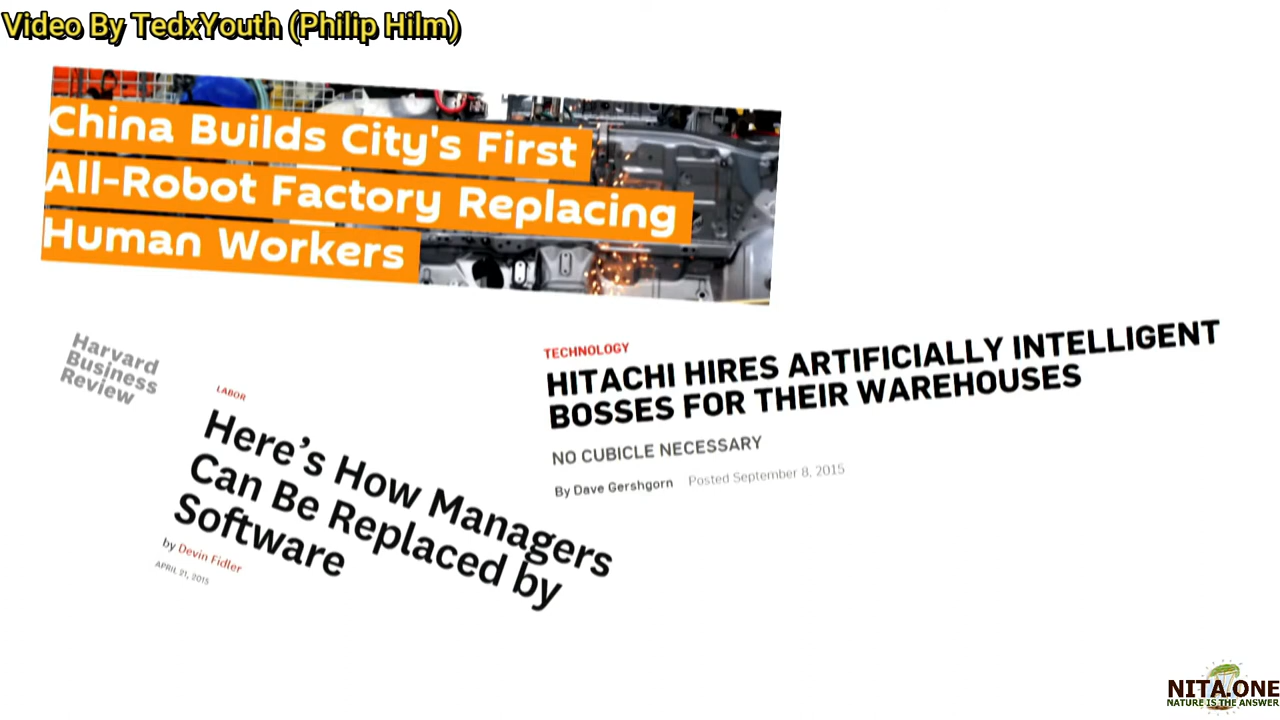 Video By TedxYouth (Philip Hilm)
China Builds City's First
All-Robot Factory Replacing
Human Workers
Harvard
Business
Review
LABOR
Here's How Managers
Can Be Replaced by
Software
by Devin Fidler
APRIL 21, 2015
TECHNOLOGY
HITACHI HIRES ARTIFICIALLY INTELLIGENT
BOSSES FOR THEIR WAREHOUSES
NO CUBICLE NECESSARY
By Dave Gershgorn Posted September 8, 2015
NITA.ONE
NATURE IS THE ANSWER